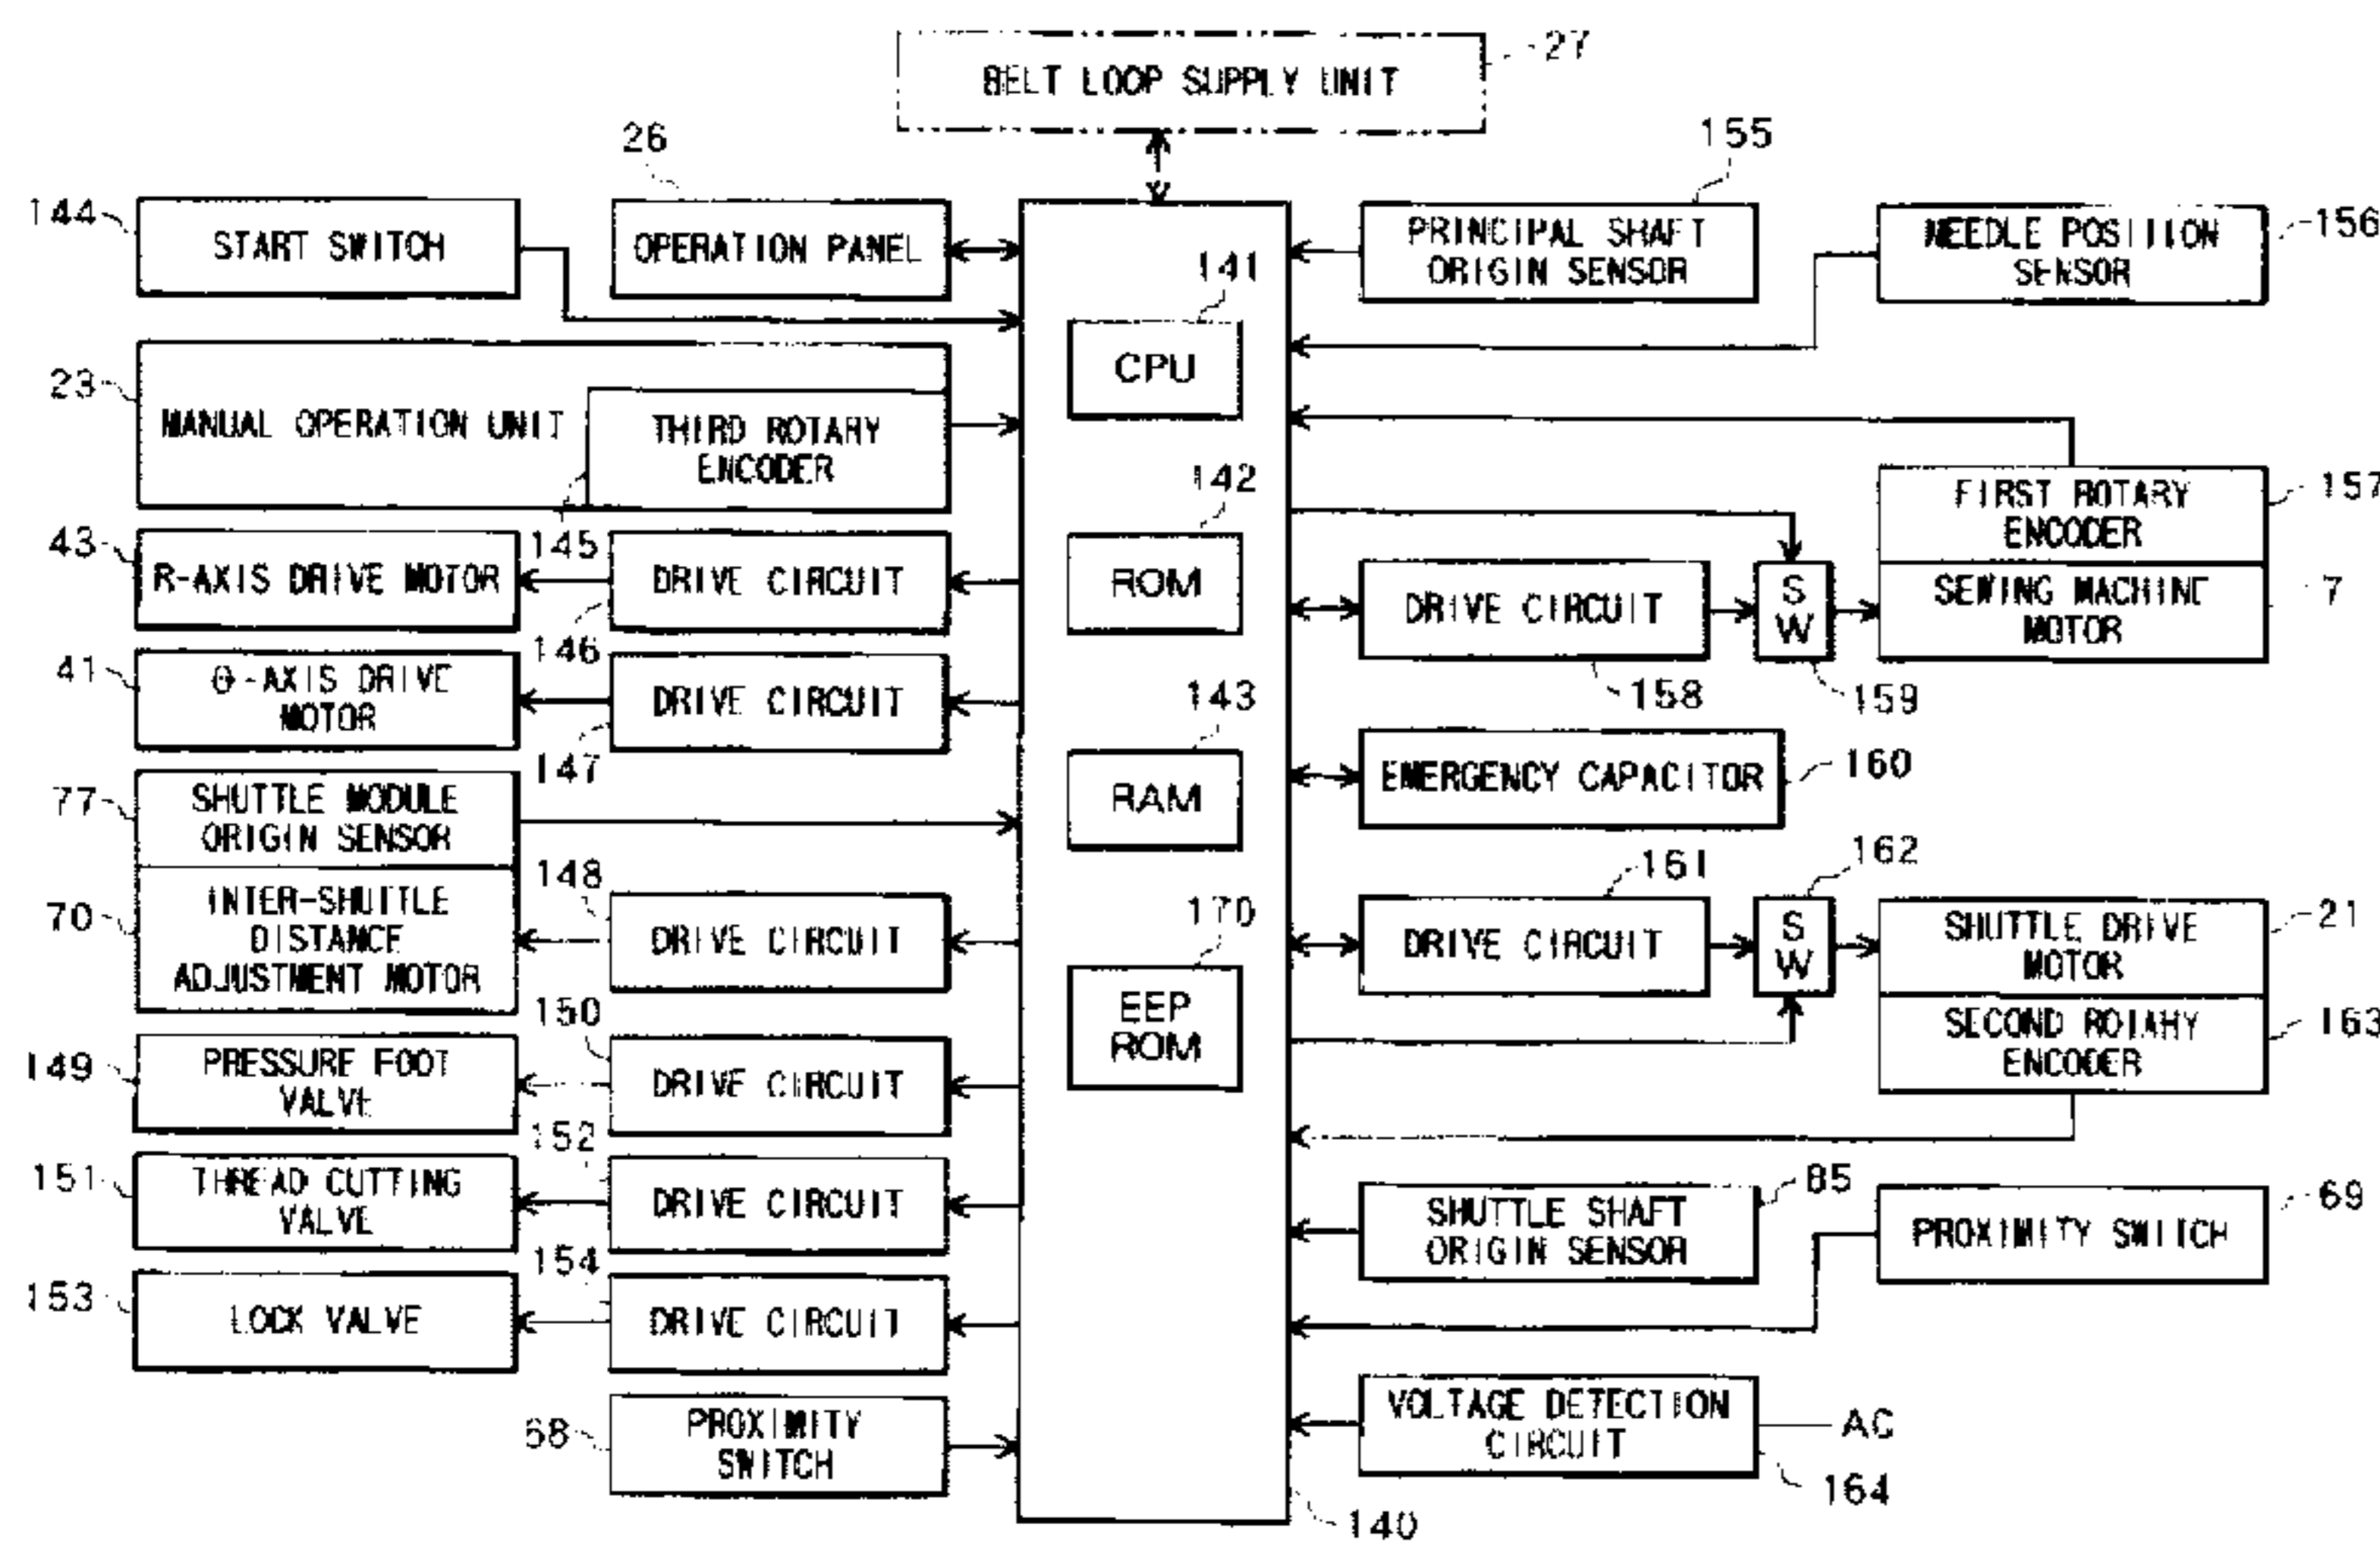 BELT LOOP SUPPLY UNIT
27
26
155
144
START SWITCH
OPERATION PANEL
PRINCIPAL SHAFT
ORIGIN SENSOR
NEEDLE POSITION
SENSOR
156
141
CPU
23
MANUAL OPERATION UNIT
THIRD ROTARY
ENCODER
145
142
ROM
FIRST ROTARY
ENCODER
157
43
R-AXIS DRIVE MOTOR
DRIVE CIRCUIT
146
DRIVE CIRCUIT
158
S
W
159
SEWING MACHINE
MOTOR
7
41
Θ-AXIS DRIVE
MOTOR
DRIVE CIRCUIT
147
143
RAM
EMERGENCY CAPACITOR
160
77
SHUTTLE MODULE
ORIGIN SENSOR
70
INTER-SHUTTLE
DISTANCE
ADJUSTMENT MOTOR
148
DRIVE CIRCUIT
170
EEP
ROM
161
DRIVE CIRCUIT
162
S
W
SHUTTLE DRIVE
MOTOR
21
SECOND ROTARY
ENCODER
163
149
PRESSURE FOOT
VALVE
150
DRIVE CIRCUIT
151
THREAD CUTTING
VALVE
152
DRIVE CIRCUIT
SHUTTLE SHAFT
ORIGIN SENSOR
85
PROXIMITY SWITCH
69
153
LOCK VALVE
154
DRIVE CIRCUIT
68
PROXIMITY
SWITCH
VOLTAGE DETECTION
CIRCUIT
AC
164
140